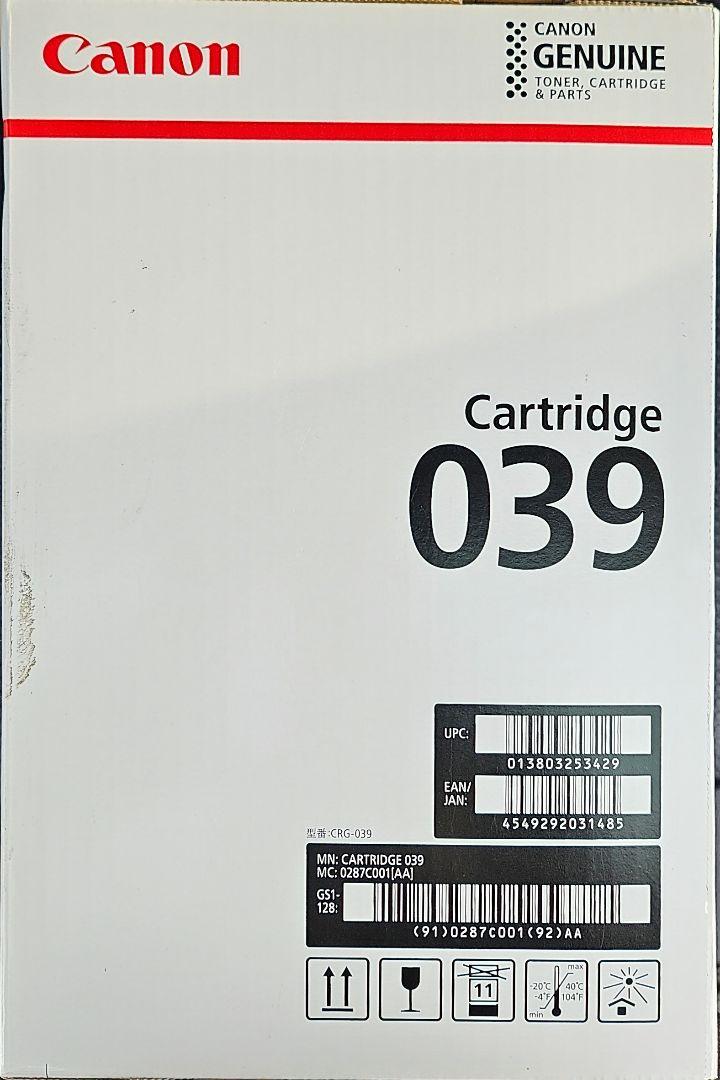 Canon
CANON
GENUINE
TONER, CARTRIDGE
& PARTS
Cartridge
039
UPC:
013803253429
EAN/
JAN:
4549292031485
型番:CRG-039
MN: CARTRIDGE 039
MC: 0287C001[AA]
GS1-
128:
(91)0287C001(92)AA
11
max
-20°C 40°C
-4°F 104°F
min